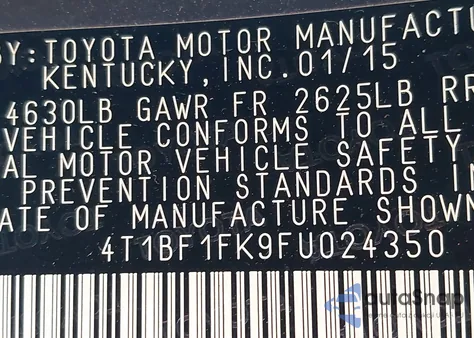 BY: TOYOTA MOTOR MANUFACTU
KENTUCKY, INC. 01/15
4630LB GAWR FR 2625LB RR
VEHICLE CONFORMS TO ALL
AL MOTOR VEHICLE SAFETY
PREVENTION STANDARDS IN
ATE OF MANUFACTURE SHOWN
4T1BF1FK9FU024350
autoSnap